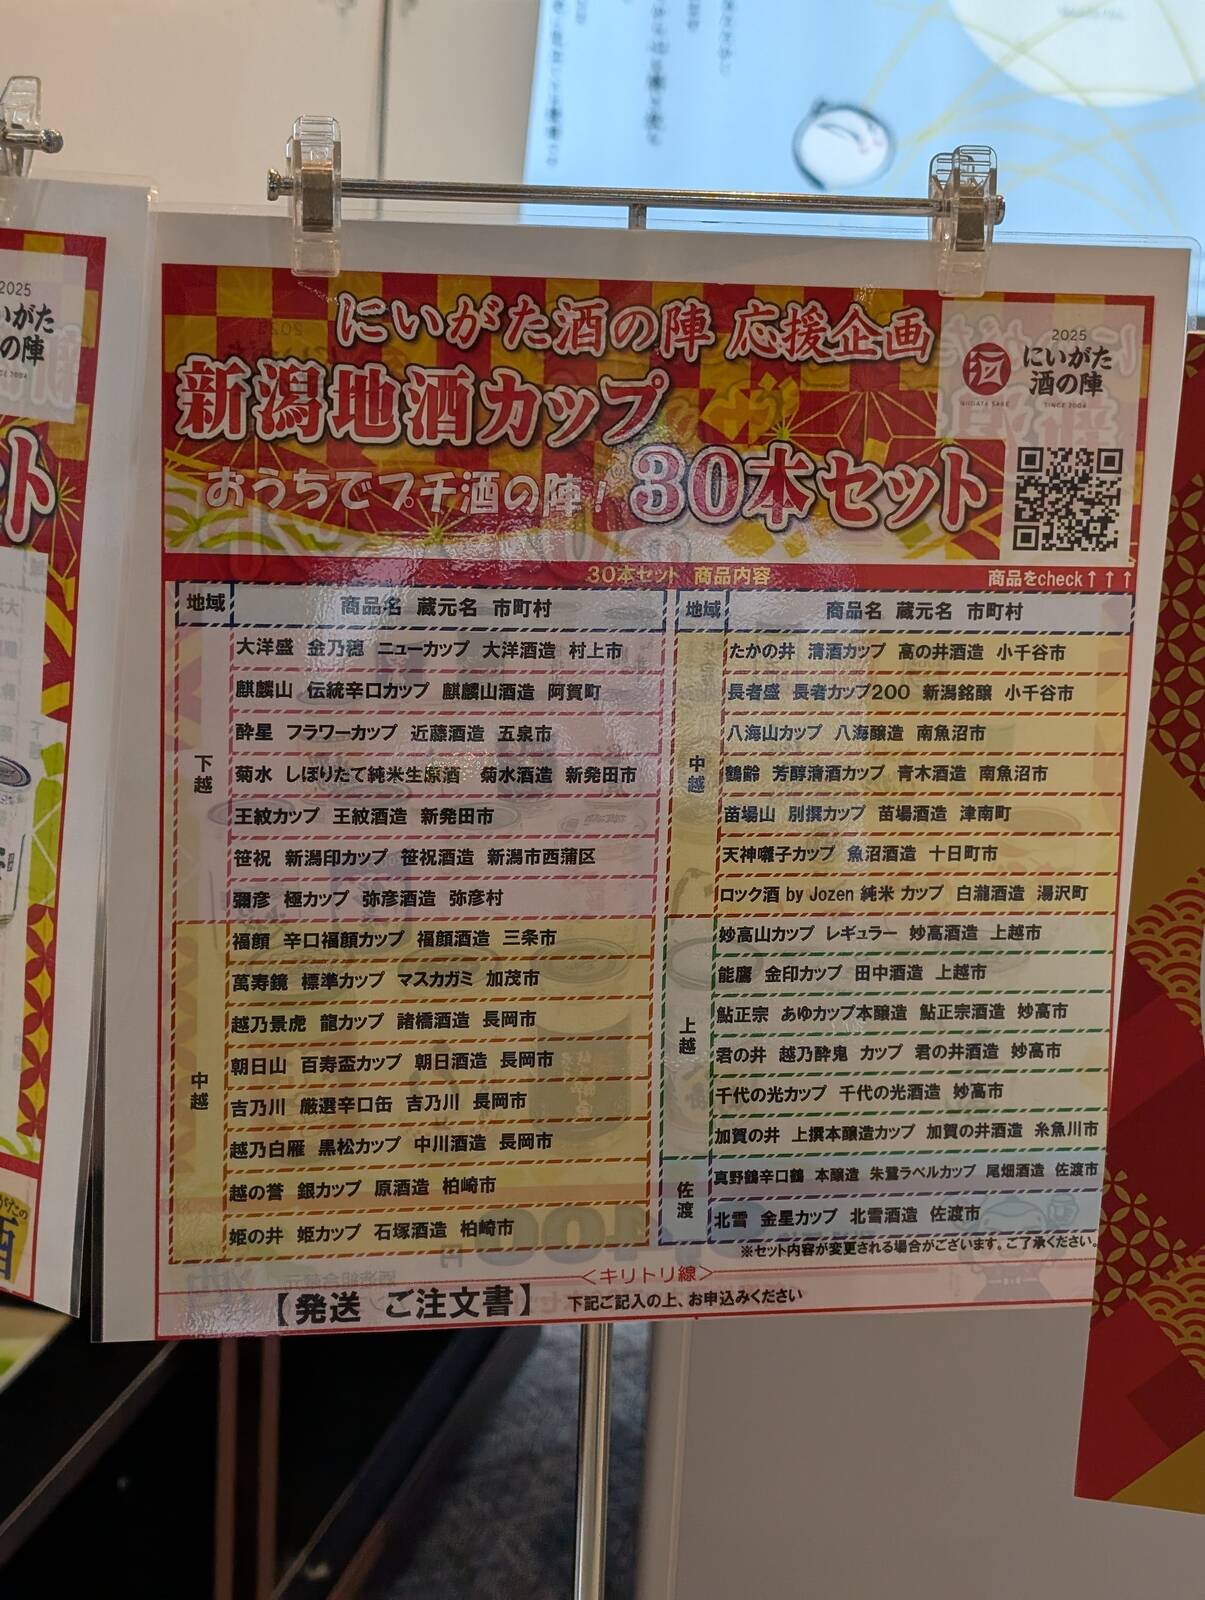 にいがた酒の陣 応援企画
新潟地酒カップ
おうちでプチ酒の陣! 30本セット
2025
にいがた
酒の陣
NIIGATA SAKE SINCE 2004
30本セット 商品内容
商品をcheck↑↑↑
地域 商品名 蔵元名 市町村
下越
大洋盛 金乃穂 ニューカップ 大洋酒造 村上市
麒麟山 伝統辛口カップ 麒麟山酒造 阿賀町
酔星 フラワーカップ 近藤酒造 五泉市
菊水 しぼりたて純米生原酒 菊水酒造 新発田市
王紋カップ 王紋酒造 新発田市
笹祝 新潟印カップ 笹祝酒造 新潟市西蒲区
彌彦 極カップ 弥彦酒造 弥彦村
中越
福顔 辛口福顔カップ 福顔酒造 三条市
萬寿鏡 標準カップ マスカガミ 加茂市
越乃景虎 龍カップ 諸橋酒造 長岡市
朝日山 百寿盃カップ 朝日酒造 長岡市
吉乃川 厳選辛口缶 吉乃川 長岡市
越乃白雁 黒松カップ 中川酒造 長岡市
越の誉 銀カップ 原酒造 柏崎市
姫の井 姫カップ 石塚酒造 柏崎市
地域 商品名 蔵元名 市町村
中越
たかの井 清酒カップ 高の井酒造 小千谷市
長者盛 長者カップ200 新潟銘醸 小千谷市
八海山カップ 八海醸造 南魚沼市
鶴齢 芳醇清酒カップ 青木酒造 南魚沼市
苗場山 別撰カップ 苗場酒造 津南町
天神囃子カップ 魚沼酒造 十日町市
ロック酒 by Jozen 純米 カップ 白瀧酒造 湯沢町
上越
妙高山カップ レギュラー 妙高酒造 上越市
能鷹 金印カップ 田中酒造 上越市
鮎正宗 あゆカップ本醸造 鮎正宗酒造 妙高市
君の井 越乃酔鬼 カップ 君の井酒造 妙高市
千代の光カップ 千代の光酒造 妙高市
加賀の井 上撰本醸造カップ 加賀の井酒造 糸魚川市
佐渡
真野鶴辛口鶴 本醸造 朱鷺ラベルカップ 尾畑酒造 佐渡市
北雪 金星カップ 北雪酒造 佐渡市
※セット内容が変更される場合がございます。ご了承ください。
＜キリトリ線＞
【発送 ご注文書】 下記ご記入の上、お申込みください